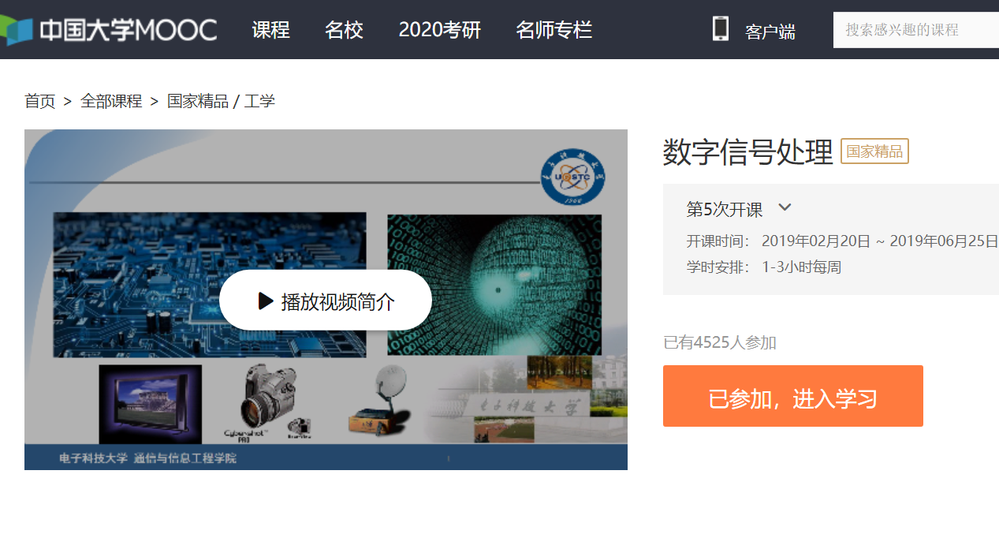 中国大学MOOC 课程 名校 2020考研 名师专栏 客户端 搜索感兴趣的课程
首页 > 全部课程 > 国家精品 / 工学
数字信号处理 国家精品
第5次开课
开课时间: 2019年02月20日 ~ 2019年06月25日
学时安排: 1-3小时每周
已有4525人参加
已参加，进入学习
UESTC
1956
播放视频简介
Cybershot
PRO
电子科技大学
电子科技大学 通信与信息工程学院